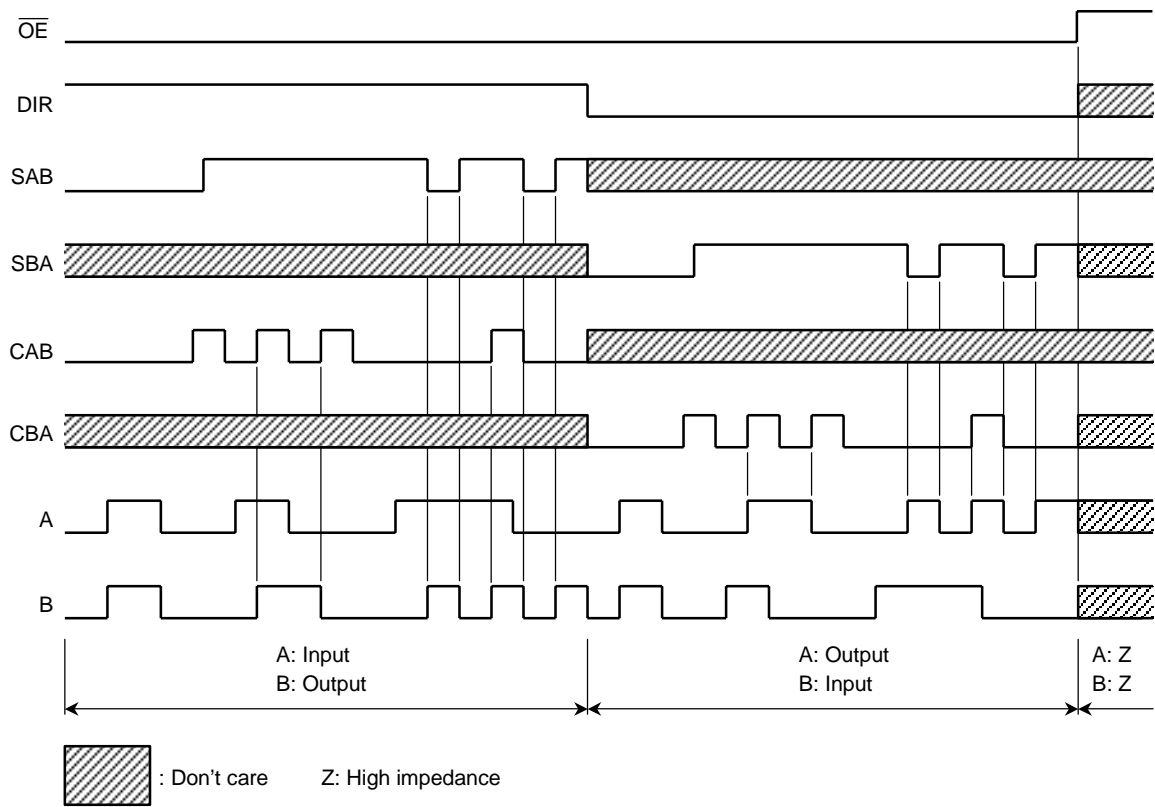 OE
DIR
SAB
SBA
CAB
CBA
A
B
A: Input
B: Output
A: Output
B: Input
A: Z
B: Z
: Don't care Z: High impedance